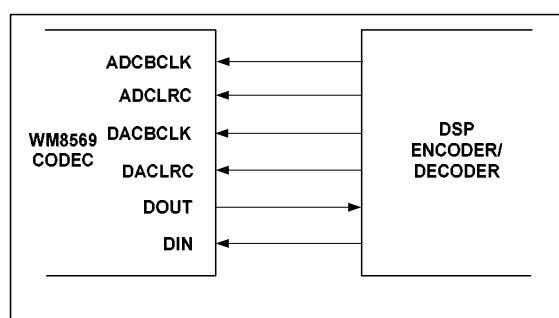 ADCBCLK
ADCLRC
WM8569
CODEC
DACBCLK
DACLRC
DOUT
DIN
DSP
ENCODER/
DECODER